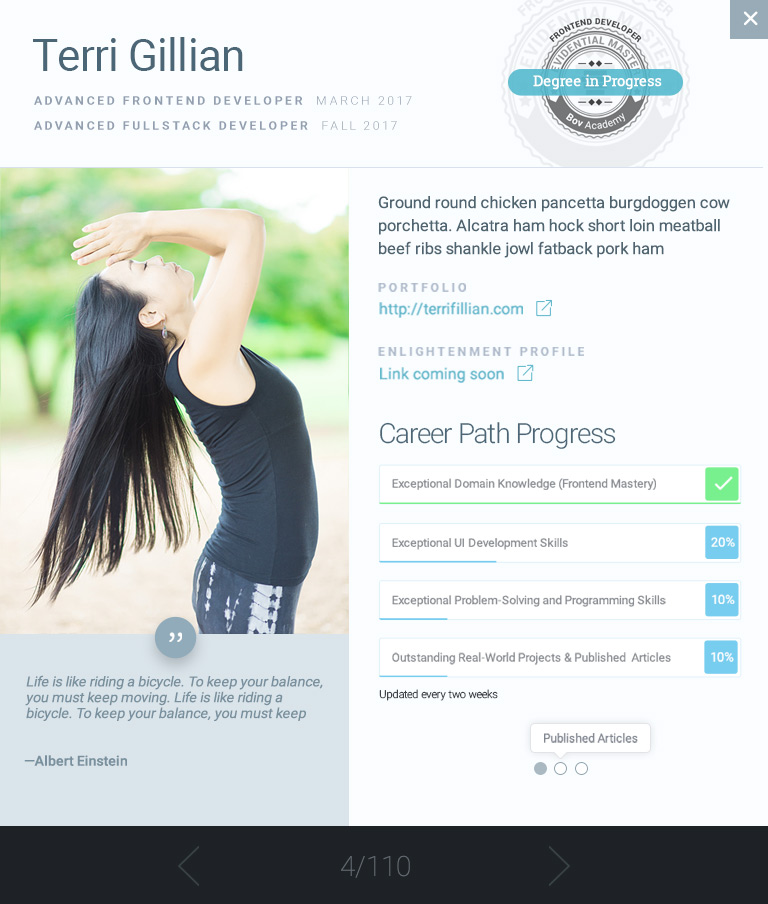 Terri Gillian
ADVANCED FRONTEND DEVELOPER MARCH 2017
ADVANCED FULLSTACK DEVELOPER FALL 2017
FRONTEND DEVELOPER
EVIDENTIAL MASTERY
Degree in Progress
Bov Academy
Ground round chicken pancetta burgdoggen cow
porchetta. Alcatra ham hock short loin meatball
beef ribs shankle jowl fatback pork ham
PORTFOLIO
http://terrifillian.com
ENLIGHTENMENT PROFILE
Link coming soon
Career Path Progress
Exceptional Domain Knowledge (Frontend Mastery)
Exceptional UI Development Skills 20%
Exceptional Problem-Solving and Programming Skills 10%
Outstanding Real-World Projects & Published Articles 10%
Updated every two weeks
Published Articles
”
Life is like riding a bicycle. To keep your balance,
you must keep moving. Life is like riding a
bicycle. To keep your balance, you must keep
—Albert Einstein
4/110